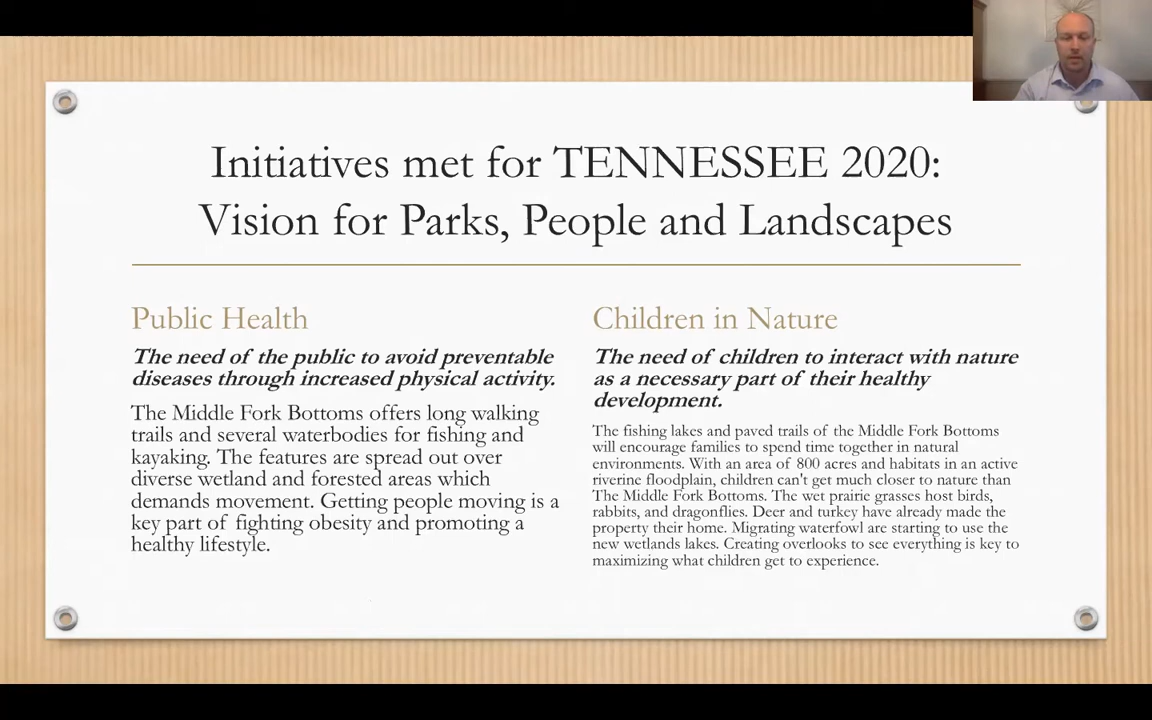 Initiatives met for TENNESSEE 2020:
Vision for Parks, People and Landscapes
Public Health
The need of the public to avoid preventable
diseases through increased physical activity.
The Middle Fork Bottoms offers long walking
trails and several waterbodies for fishing and
kayaking. The features are spread out over
diverse wetland and forested areas which
demands movement. Getting people moving is a
key part of fighting obesity and promoting a
healthy lifestyle.
Children in Nature
The need of children to interact with nature
as a necessary part of their healthy
development.
The fishing lakes and paved trails of the Middle Fork Bottoms
will encourage families to spend time together in natural
environments. With an area of 800 acres and habitats in an active
riverine floodplain, children can't get much closer to nature than
The Middle Fork Bottoms. The wet prairie grasses host birds,
rabbits, and dragonflies. Deer and turkey have already made the
property their home. Migrating waterfowl are starting to use the
new wetlands lakes. Creating overlooks to see everything is key to
maximizing what children get to experience.